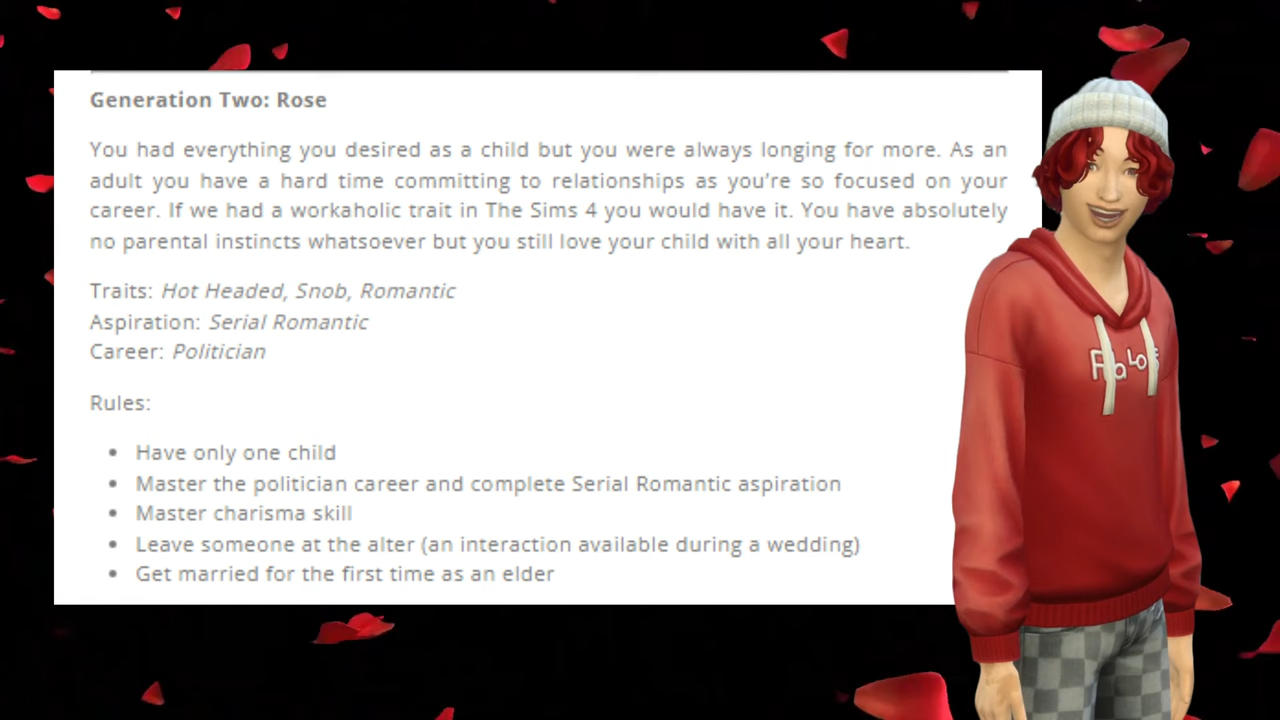 Generation Two: Rose
You had everything you desired as a child but you were always longing for more. As an
adult you have a hard time committing to relationships as you're so focused on your
career. If we had a workaholic trait in The Sims 4 you would have it. You have absolutely
no parental instincts whatsoever but you still love your child with all your heart.
Traits: Hot Headed, Snob, Romantic
Aspiration: Serial Romantic
Career: Politician
Rules:
• Have only one child
• Master the politician career and complete Serial Romantic aspiration
• Master charisma skill
• Leave someone at the alter (an interaction available during a wedding)
• Get married for the first time as an elder